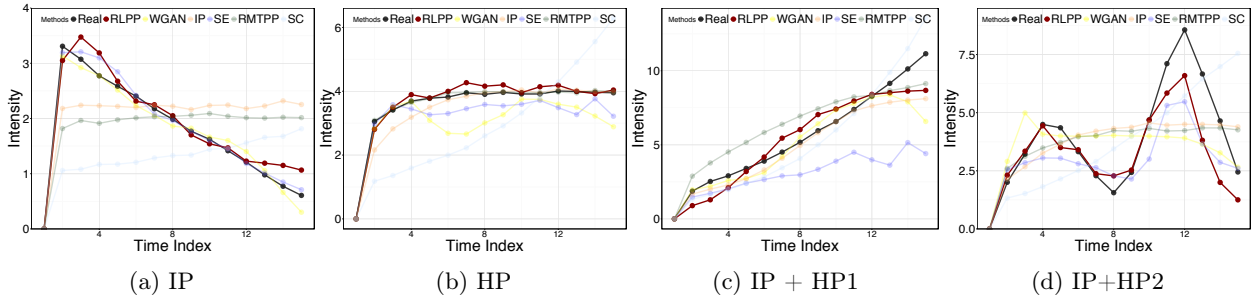 Methods Real RLPP WGAN IP SE RMTPP SC
Intensity
4
3
2
1
0
4 8 12
Time Index
(a) IP
Methods Real RLPP WGAN IP SE RMTPP SC
Intensity
6
4
2
0
4 8 12
Time Index
(b) HP
Methods Real RLPP WGAN IP SE RMTPP SC
Intensity
10
5
0
4 8 12
Time Index
(c) IP + HP1
Methods Real RLPP WGAN IP SE RMTPP SC
Intensity
7.5
5.0
2.5
0.0
4 8 12
Time Index
(d) IP+HP2